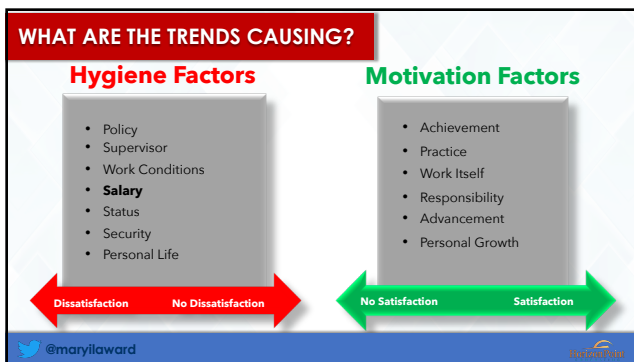 WHAT ARE THE TRENDS CAUSING?
Hygiene Factors
• Policy
• Supervisor
• Work Conditions
• Salary
• Status
• Security
• Personal Life
Dissatisfaction No Dissatisfaction
Motivation Factors
• Achievement
• Practice
• Work Itself
• Responsibility
• Advancement
• Personal Growth
No Satisfaction Satisfaction
@maryilaward